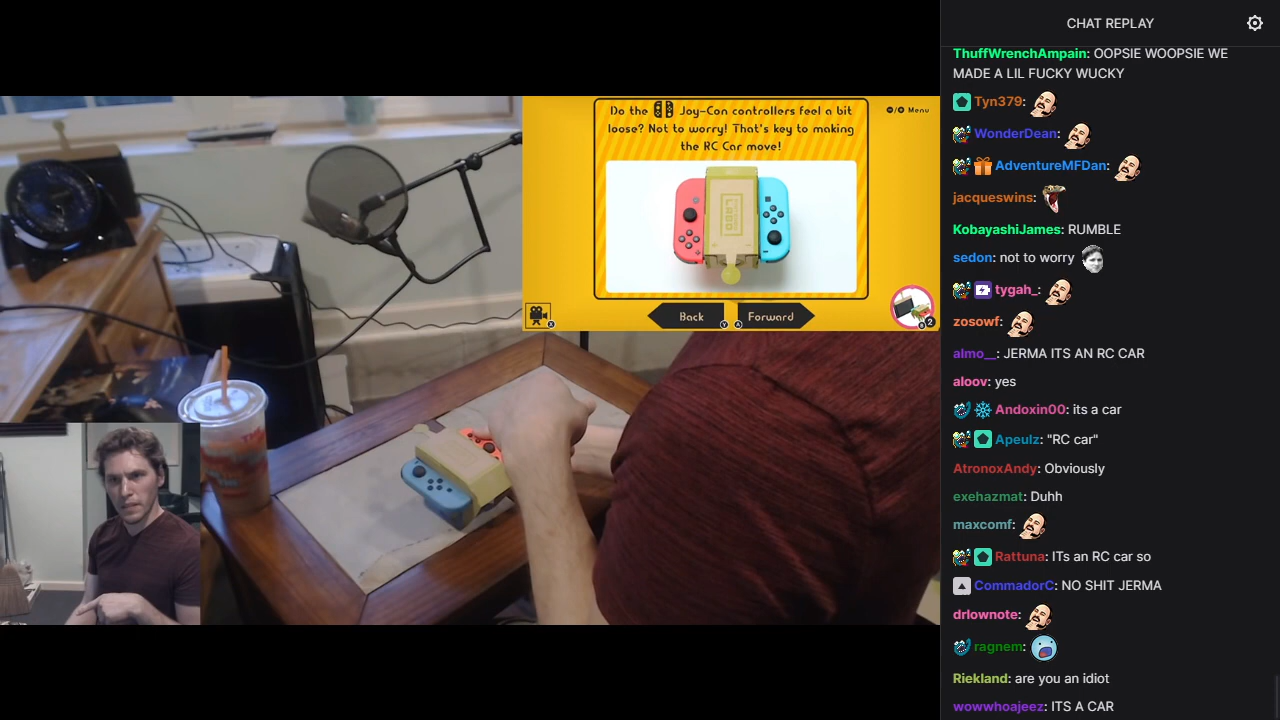 CHAT REPLAY
ThuffWrenchAmpain: OOPSIE WOOPSIE WE
MADE A LIL FUCKY WUCKY
Tyn379:
WonderDean:
AdventureMFDan:
jacqueswins:
KobayashiJames: RUMBLE
sedon: not to worry
tygah_:
zosowf:
almo__: JERMA ITS AN RC CAR
aloov: yes
Andoxin00: its a car
Apeulz: "RC car"
AtronoxAndy: Obviously
exehazmat: Duhh
maxcomf:
Rattuna: ITs an RC car so
CommadorC: NO SHIT JERMA
drlownote:
ragnem:
Riekland: are you an idiot
wowwhoajeez: ITS A CAR
Do the Joy-Con controllers feel a bit
loose? Not to worry! That's key to making
the RC Car move!
-/+ Menu
LABO
Back
Y
A
Forward
X
2